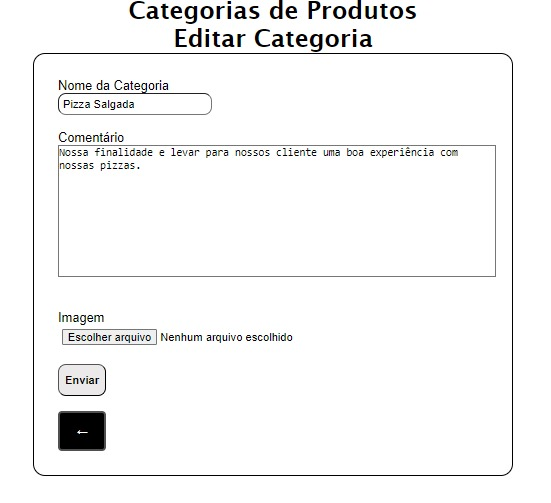 Categorias de Produtos
Editar Categoria
Nome da Categoria
Pizza Salgada
Comentário
Nossa finalidade e levar para nossos cliente uma boa experiência com
nossas pizzas.
Imagem
Escolher arquivo Nenhum arquivo escolhido
Enviar
←